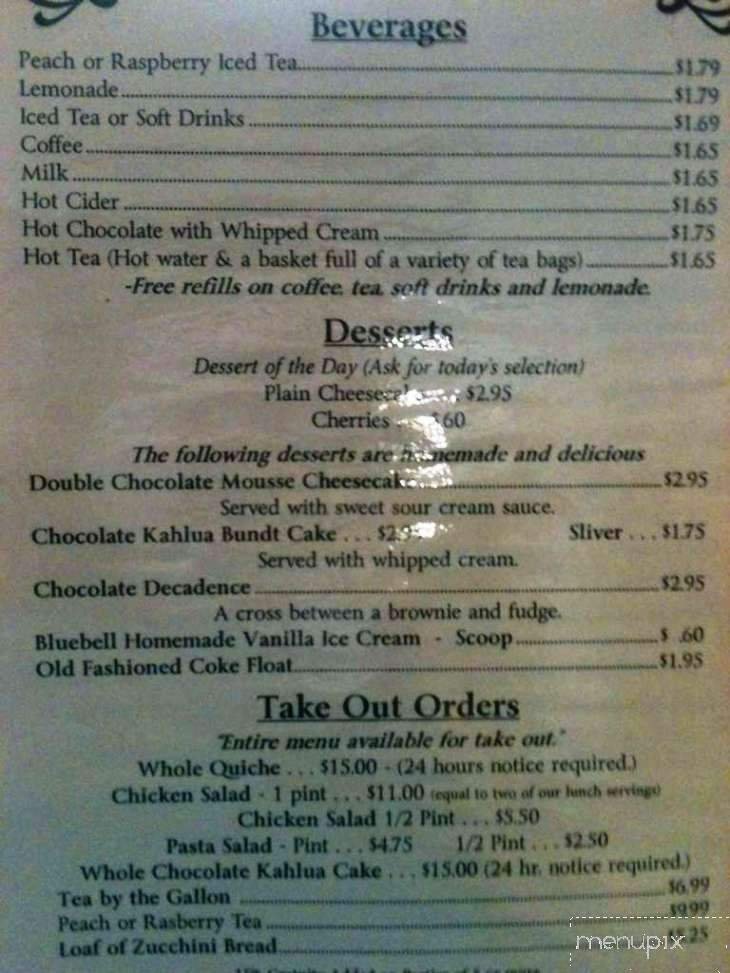 Beverages
Peach or Raspberry Iced Tea $1.79
Lemonade $1.79
Iced Tea or Soft Drinks $1.69
Coffee $1.65
Milk $1.65
Hot Cider $1.65
Hot Chocolate with Whipped Cream $1.75
Hot Tea (Hot water & a basket full of a variety of tea bags) $1.65
-Free refills on coffee, tea, soft drinks and lemonade.
Desserts
Dessert of the Day (Ask for today's selection)
Plain Cheesecake . . . $2.95
Cherries . . . .60
The following desserts are homemade and delicious
Double Chocolate Mousse Cheesecake $2.95
Served with sweet sour cream sauce.
Chocolate Kahlua Bundt Cake . . . Sliver . . . $1.75
Served with whipped cream.
Chocolate Decadence $2.95
A cross between a brownie and fudge.
Bluebell Homemade Vanilla Ice Cream - Scoop $ .60
Old Fashioned Coke Float $1.95
Take Out Orders
"Entire menu available for take out."
Whole Quiche . . . $15.00 - (24 hours notice required.)
Chicken Salad - 1 pint . . . $11.00 (equal to two of our lunch servings)
Chicken Salad 1/2 Pint . . . $5.50
Pasta Salad - Pint . . . $4.75 1/2 Pint . . . $2.50
Whole Chocolate Kahlua Cake . . . $15.00 (24 hr. notice required.)
Tea by the Gallon $6.99
Peach or Rasberry Tea $9.99
Loaf of Zucchini Bread
menupix